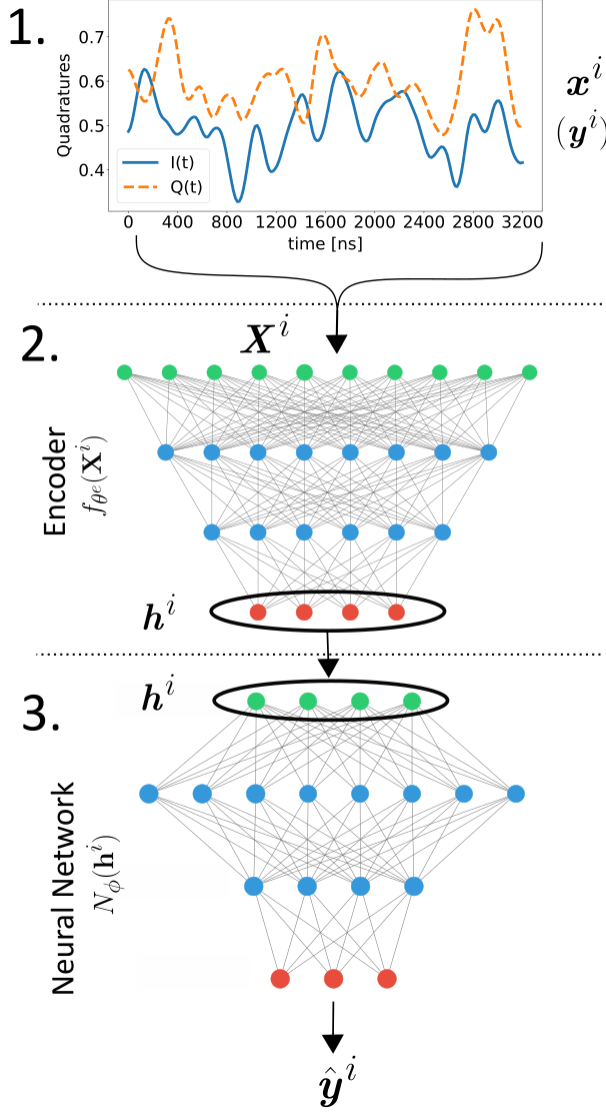 1.
Quadratures
0.7
0.6
0.5
0.4
I(t)
Q(t)
0 400 800 1200 1600 2000 2400 2800 3200
time [ns]
x^i
(y^i)
2.
X^i
Encoder
f_{θ^e}(X^i)
h^i
3.
h^i
Neural Network
N_ϕ(h^i)
ŷ^i